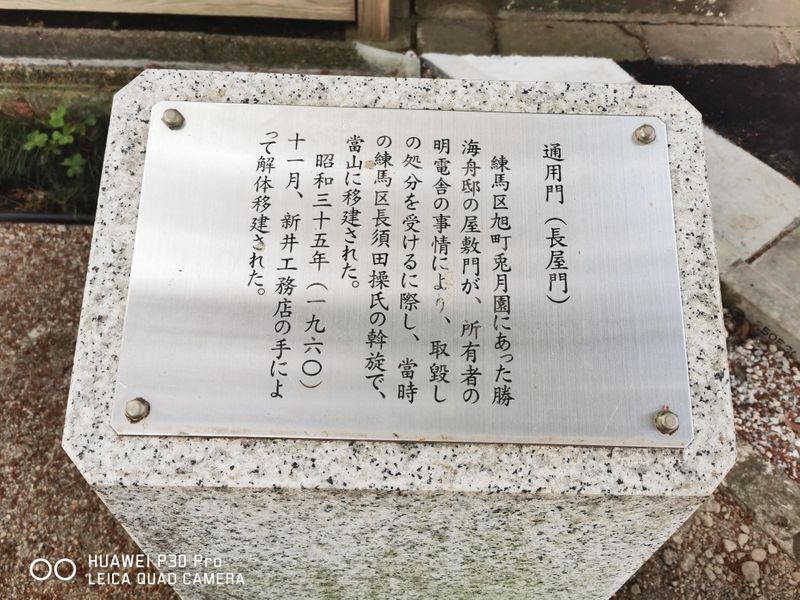 通用門（長屋門）
練馬区旭町兎月園にあった勝
海舟邸の屋敷門が、所有者の
明電舎の事情により、取毀し
の処分を受けるに際し、當時
の練馬区長須田操氏の斡旋で、
當山に移建された。
昭和三十五年（一九六〇）
十一月、新井工務店の手によ
って解体移建された。
HUAWEI P30 Pro
LEICA QUAD CAMERA